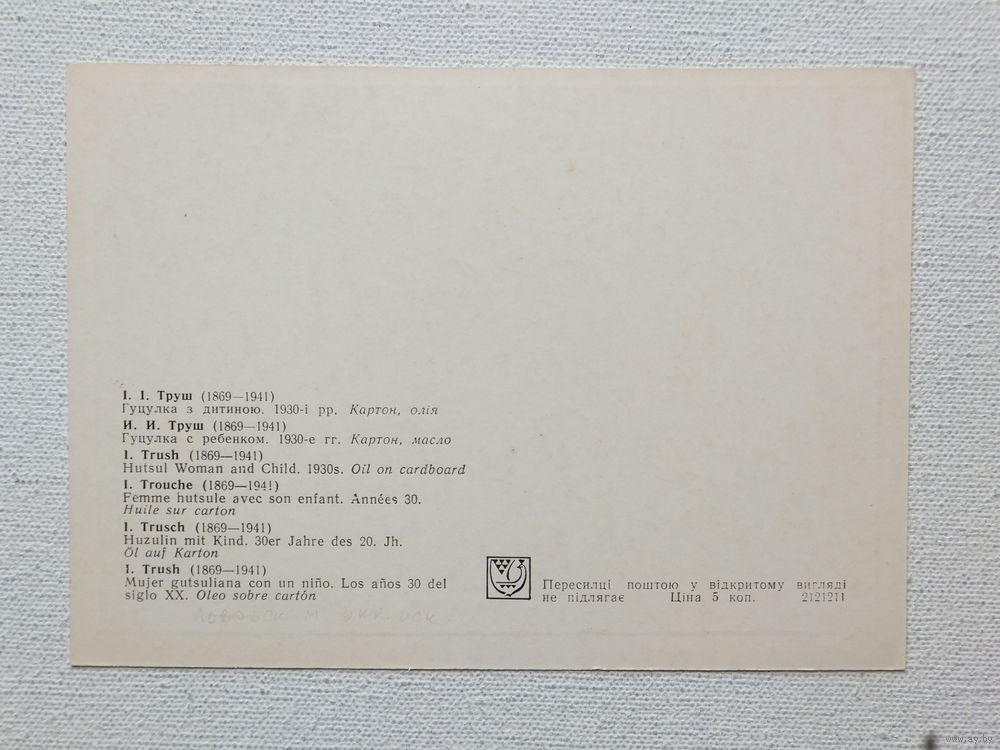 І. І. Труш (1869—1941)
Гуцулка з дитиною. 1930-і рр. Картон, олія
И. И. Труш (1869—1941)
Гуцулка с ребенком. 1930-е гг. Картон, масло
I. Trush (1869—1941)
Hutsul Woman and Child. 1930s. Oil on cardboard
I. Trouche (1869—1941)
Femme hutsule avec son enfant. Années 30.
Huile sur carton
I. Trusch (1869—1941)
Huzulin mit Kind. 30er Jahre des 20. Jh.
Öl auf Karton
I. Trush (1869—1941)
Mujer gutsuliana con un niño. Los años 30 del
siglo XX. Oleo sobre cartón
Пересилці поштою у відкритому вигляді
не підлягає Ціна 5 коп. 2121211
www.ay.by